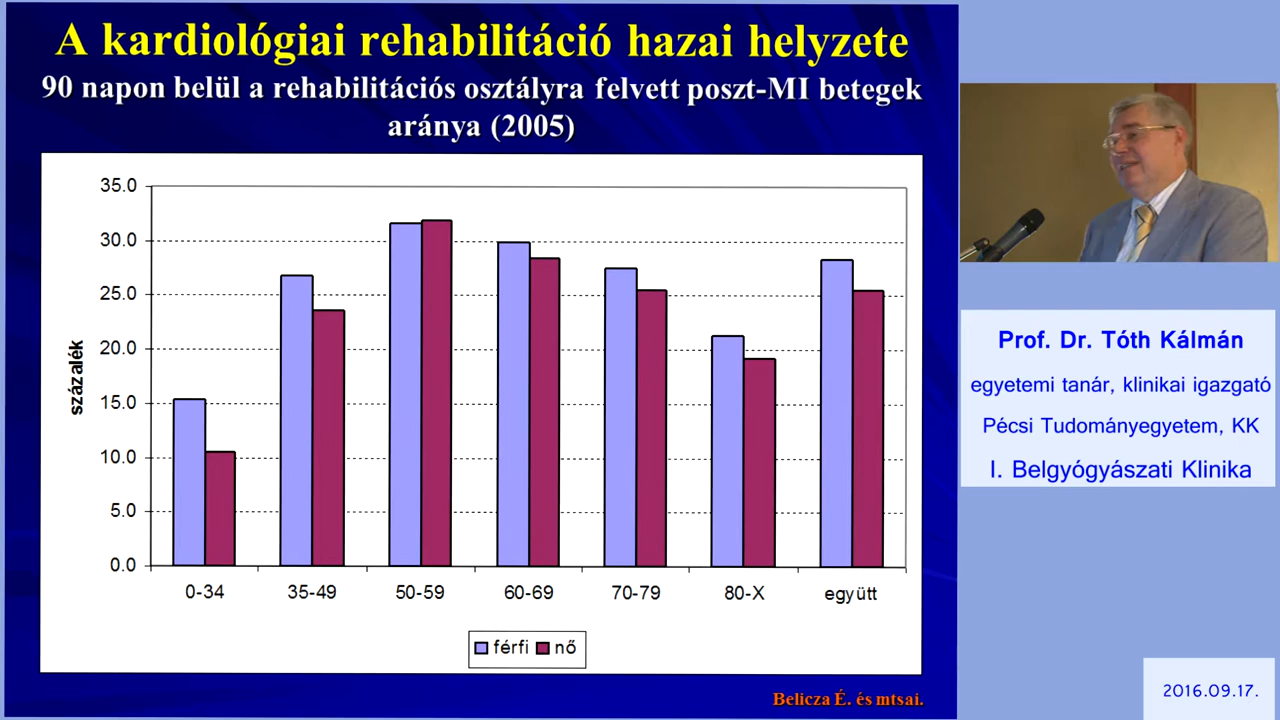 A kardiológiai rehabilitáció hazai helyzete
90 napon belül a rehabilitációs osztályra felvett poszt-MI betegek
aránya (2005)
35.0
30.0
25.0
20.0
15.0
10.0
5.0
0.0
százalék
0-34 35-49 50-59 60-69 70-79 80-X együtt
férfi nő
Belicza É. és mtsai.
Prof. Dr. Tóth Kálmán
egyetemi tanár, klinikai igazgató
Pécsi Tudományegyetem, KK
I. Belgyógyászati Klinika
2016.09.17.